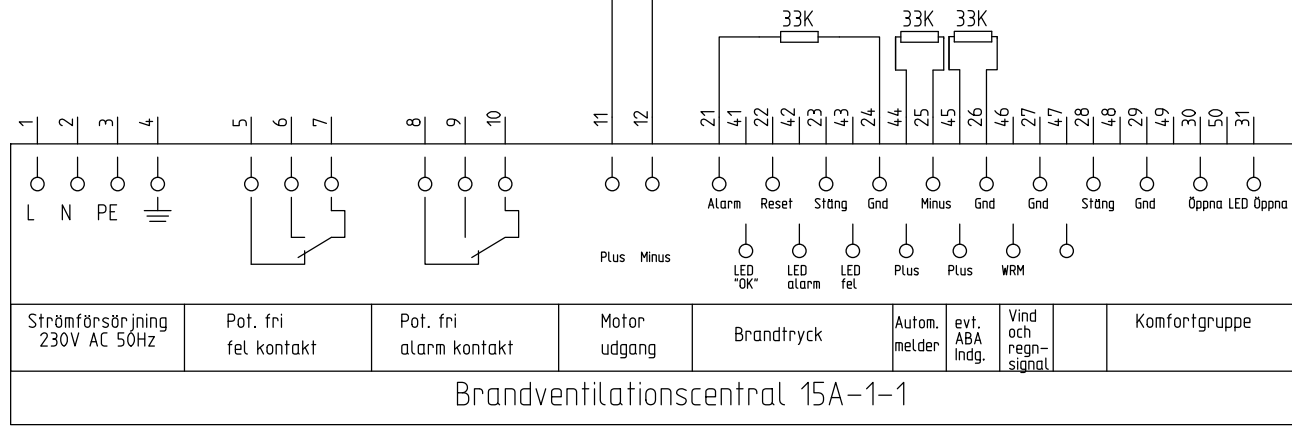 33K 33K 33K
1 2 3 4 5 6 7 8 9 10 11 12 21 41 22 42 23 43 24 44 25 45 26 46 27 47 28 48 29 49 30 50 31
L N PE
Alarm Reset Stäng Gnd Minus Gnd Gnd Stäng Gnd Öppna LED Öppna
Plus Minus
LED "OK"
LED alarm
LED fel
Plus
Plus
WRM
Strömförsörjning
230V AC 50Hz
Pot. fri
fel kontakt
Pot. fri
alarm kontakt
Motor
udgang
Brandtryck
Autom.
melder
evt.
ABA
Indg.
Vind
och
regn-
signal
Komfortgruppe
Brandventilationscentral 15A-1-1